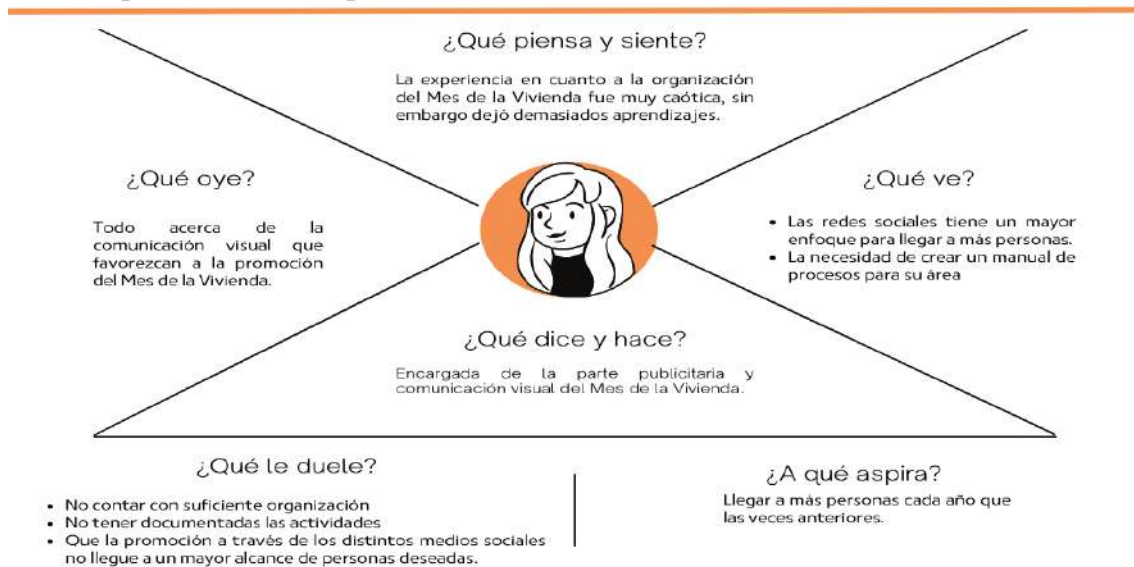 ¿Qué piensa y siente?
La experiencia en cuanto a la organización
del Mes de la Vivienda fue muy caótica, sin
embargo dejó demasiados aprendizajes.
¿Qué oye?
Todo acerca de la
comunicación visual que
favorezcan a la promoción
del Mes de la Vivienda.
¿Qué ve?
• Las redes sociales tiene un mayor
enfoque para llegar a más personas.
• La necesidad de crear un manual de
procesos para su área
¿Qué dice y hace?
Encargada de la parte publicitaria y
comunicación visual del Mes de la Vivienda.
¿Qué le duele?
• No contar con suficiente organización
• No tener documentadas las actividades
• Que la promoción a través de los distintos medios sociales
no llegue a un mayor alcance de personas deseadas.
¿A qué aspira?
Llegar a más personas cada año que
las veces anteriores.